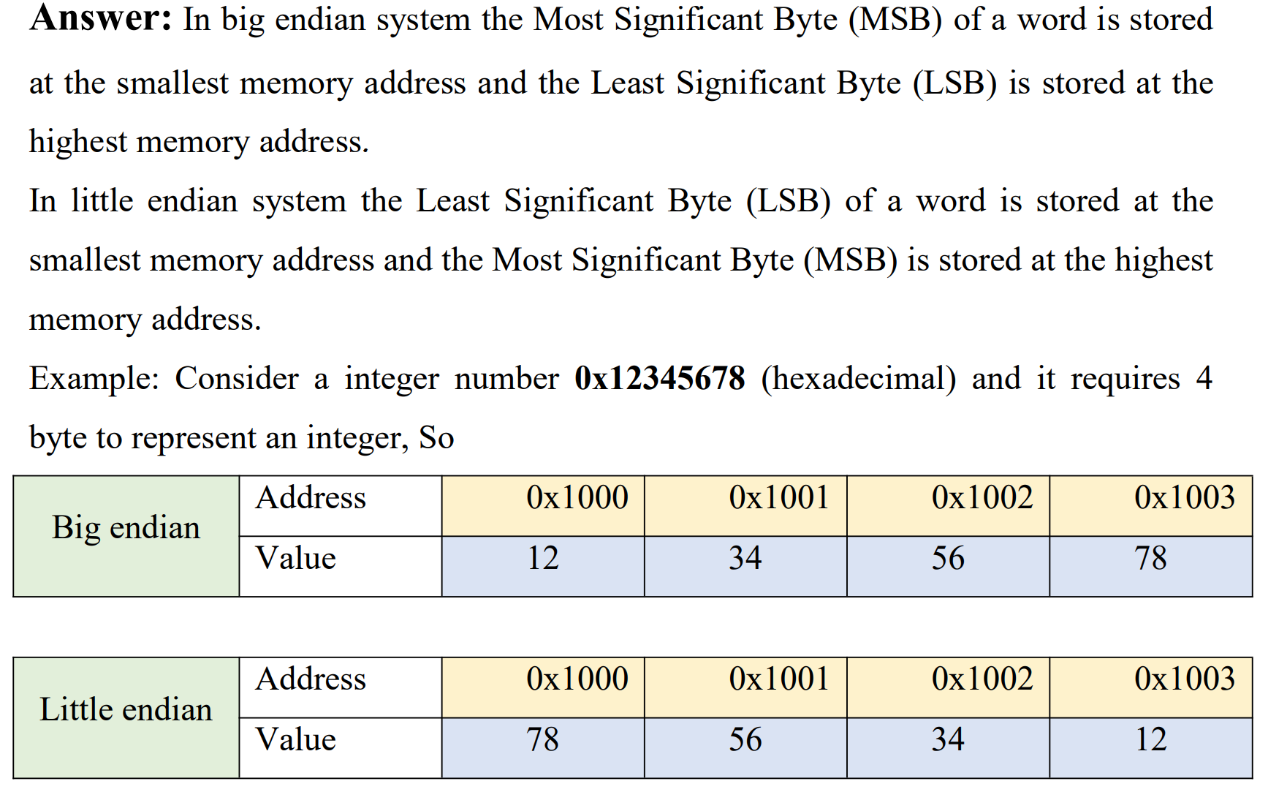 Answer: In big endian system the Most Significant Byte (MSB) of a word is stored
at the smallest memory address and the Least Significant Byte (LSB) is stored at the
highest memory address.
In little endian system the Least Significant Byte (LSB) of a word is stored at the
smallest memory address and the Most Significant Byte (MSB) is stored at the highest
memory address.
Example: Consider a integer number 0x12345678 (hexadecimal) and it requires 4
byte to represent an integer, So
Big endian
Address 0x1000 0x1001 0x1002 0x1003
Value 12 34 56 78
Little endian
Address 0x1000 0x1001 0x1002 0x1003
Value 78 56 34 12